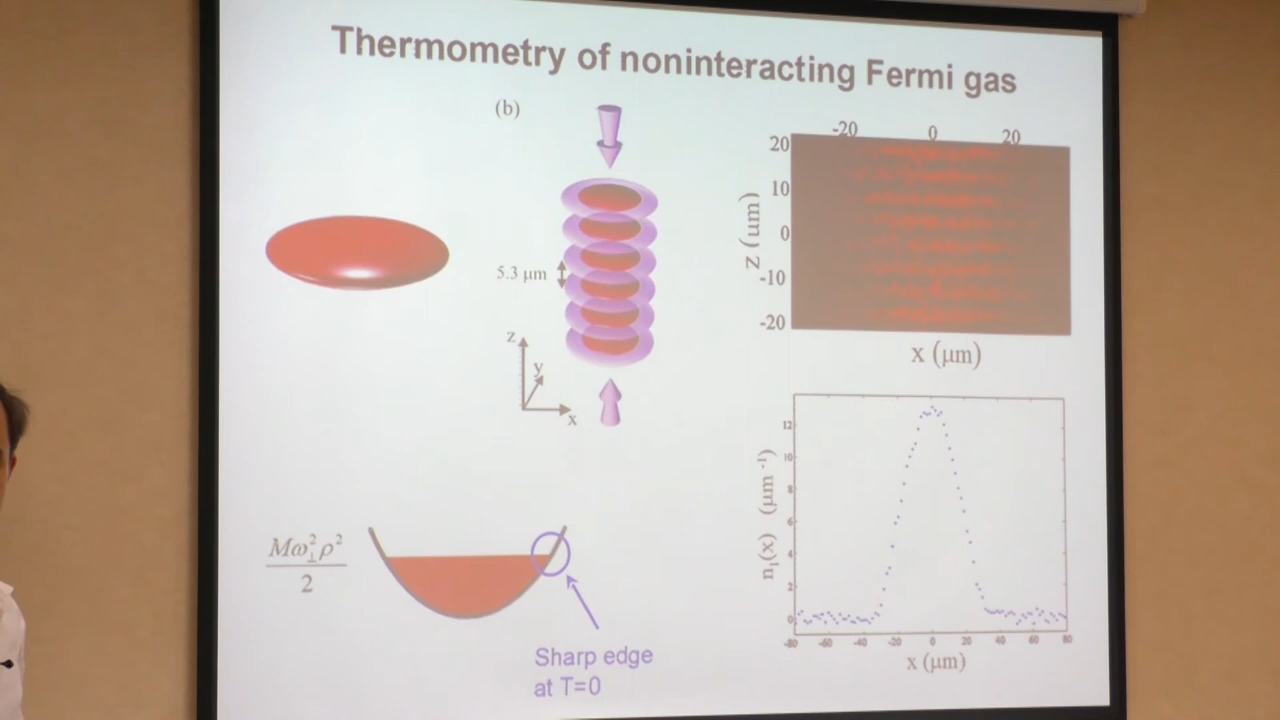 Thermometry of noninteracting Fermi gas
(b)
5.3 μm
z
y
x
-20 0 20
20
10
0
-10
-20
z (um)
x (μm)
12
10
8
6
4
2
0
n₁(x) (μm⁻¹)
-80 -60 -40 -20 0 20 40 60 80
x (μm)
Mω⊥²ρ²
2
Sharp edge
at T=0